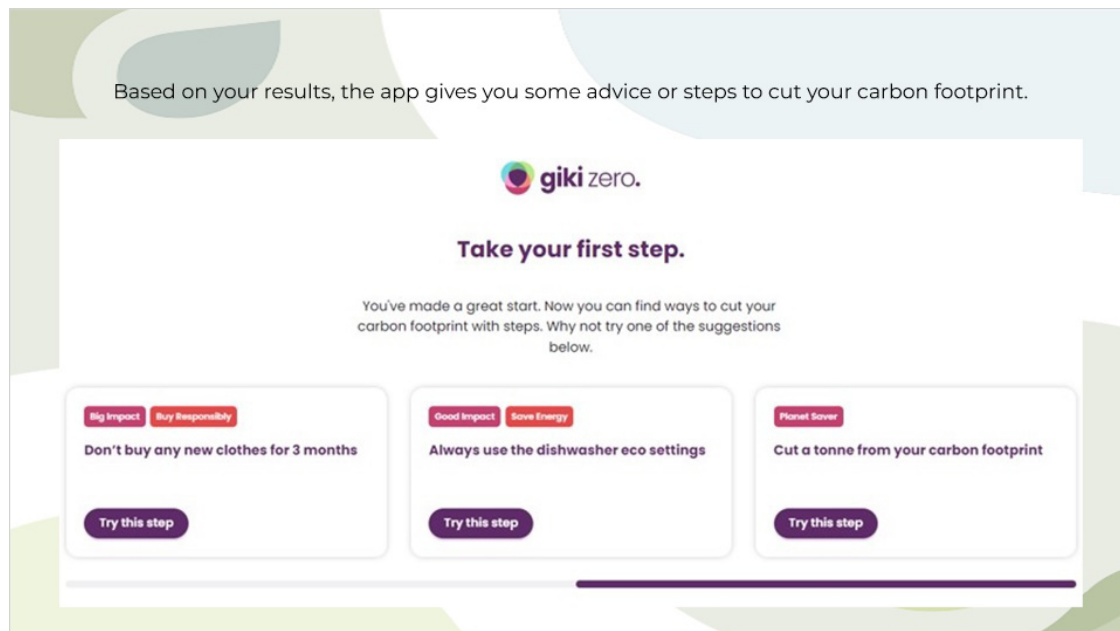 Based on your results, the app gives you some advice or steps to cut your carbon footprint.
giki zero.
Take your first step.
You've made a great start. Now you can find ways to cut your
carbon footprint with steps. Why not try one of the suggestions
below.
Big Impact Buy Responsibly
Don't buy any new clothes for 3 months
Try this step
Good Impact Save Energy
Always use the dishwasher eco settings
Try this step
Planet Saver
Cut a tonne from your carbon footprint
Try this step